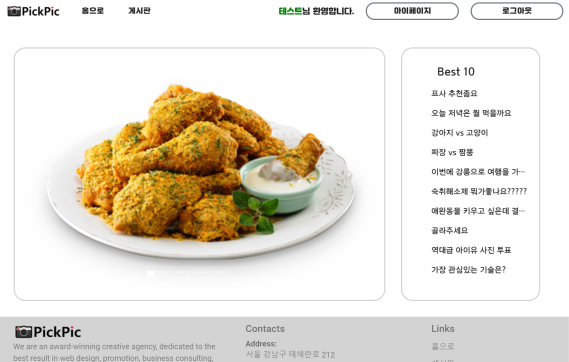 PickPic 홈으로 게시판 테스트님 환영합니다. 마이페이지 로그아웃
Best 10
프사 추천좀요
오늘 저녁은 뭘 먹을까요
강아지 vs 고양이
짜장 vs 짬뽕
이번에 강릉으로 여행을 가…
숙취해소제 뭐가좋나요?????
애완동물 키우고 싶은데 결…
골라주세요
역대급 아이유 사진 투표
가장 관심있는 기술은?
PickPic
We are an award-winning creative agency, dedicated to the
best result in web design, promotion, business consulting,
Contacts
Address:
서울 강남구 테헤란로 212
Links
홈으로
게시판